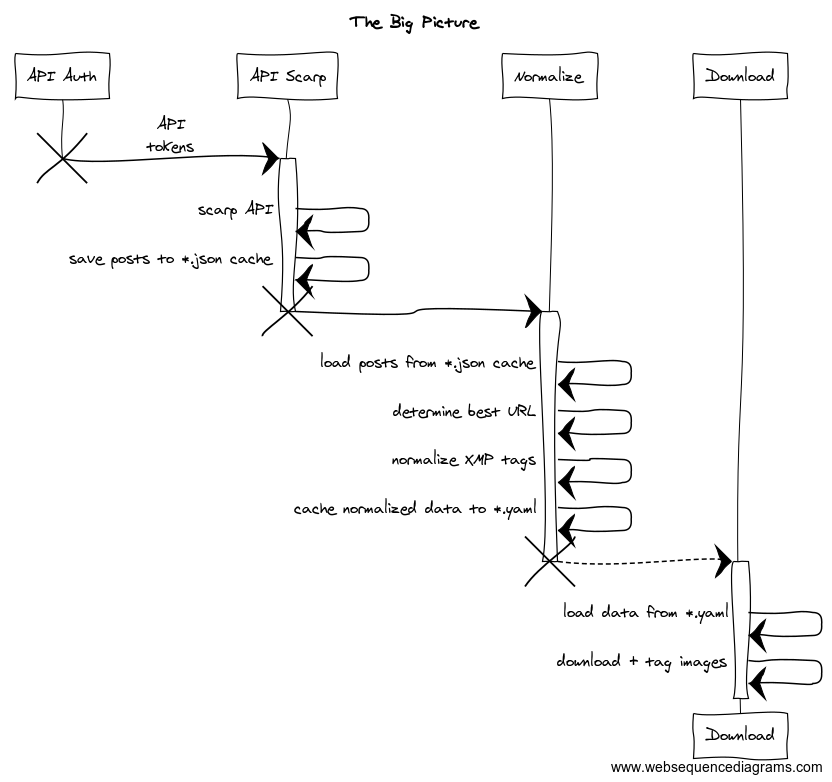 The Big Picture
API Auth
API Scarp
Normalize
Download
API
tokens
scarp API
save posts to *.json cache
load posts from *.json cache
determine best URL
normalize XMP tags
cache normalized data to *.yaml
load data from *.yaml
download + tag images
Download
www.websequencediagrams.com